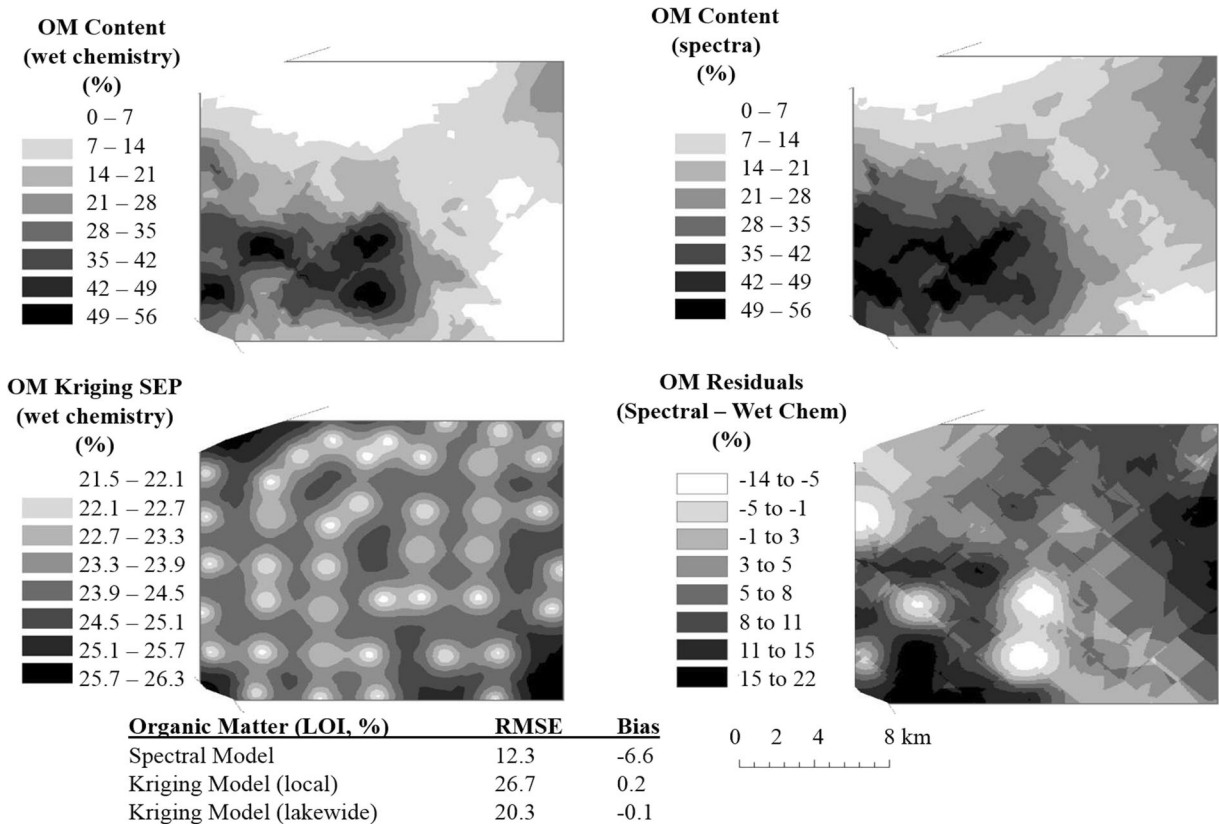 OM Content
(wet chemistry)
(%)
0 – 7
7 – 14
14 – 21
21 – 28
28 – 35
35 – 42
42 – 49
49 – 56
OM Content
(spectra)
(%)
0 – 7
7 – 14
14 – 21
21 – 28
28 – 35
35 – 42
42 – 49
49 – 56
OM Kriging SEP
(wet chemistry)
(%)
21.5 – 22.1
22.1 – 22.7
22.7 – 23.3
23.3 – 23.9
23.9 – 24.5
24.5 – 25.1
25.1 – 25.7
25.7 – 26.3
OM Residuals
(Spectral – Wet Chem)
(%)
-14 to -5
-5 to -1
-1 to 3
3 to 5
5 to 8
8 to 11
11 to 15
15 to 22
0 2 4 8 km
Organic Matter (LOI, %) RMSE Bias
Spectral Model 12.3 -6.6
Kriging Model (local) 26.7 0.2
Kriging Model (lakewide) 20.3 -0.1